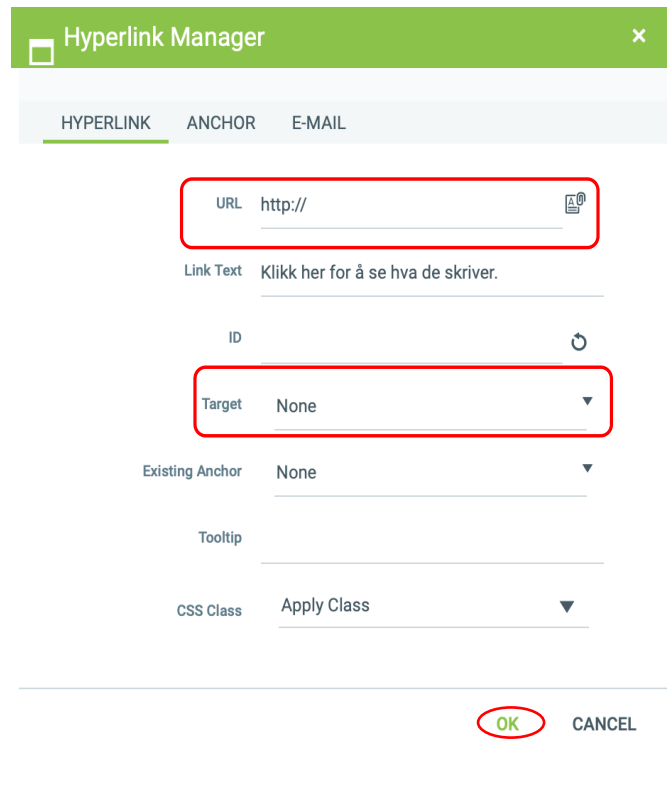 Hyperlink Manager ×
HYPERLINK ANCHOR E-MAIL
URL http://
Link Text Klikk her for å se hva de skriver.
ID
Target None
Existing Anchor None
Tooltip
CSS Class Apply Class
OK CANCEL